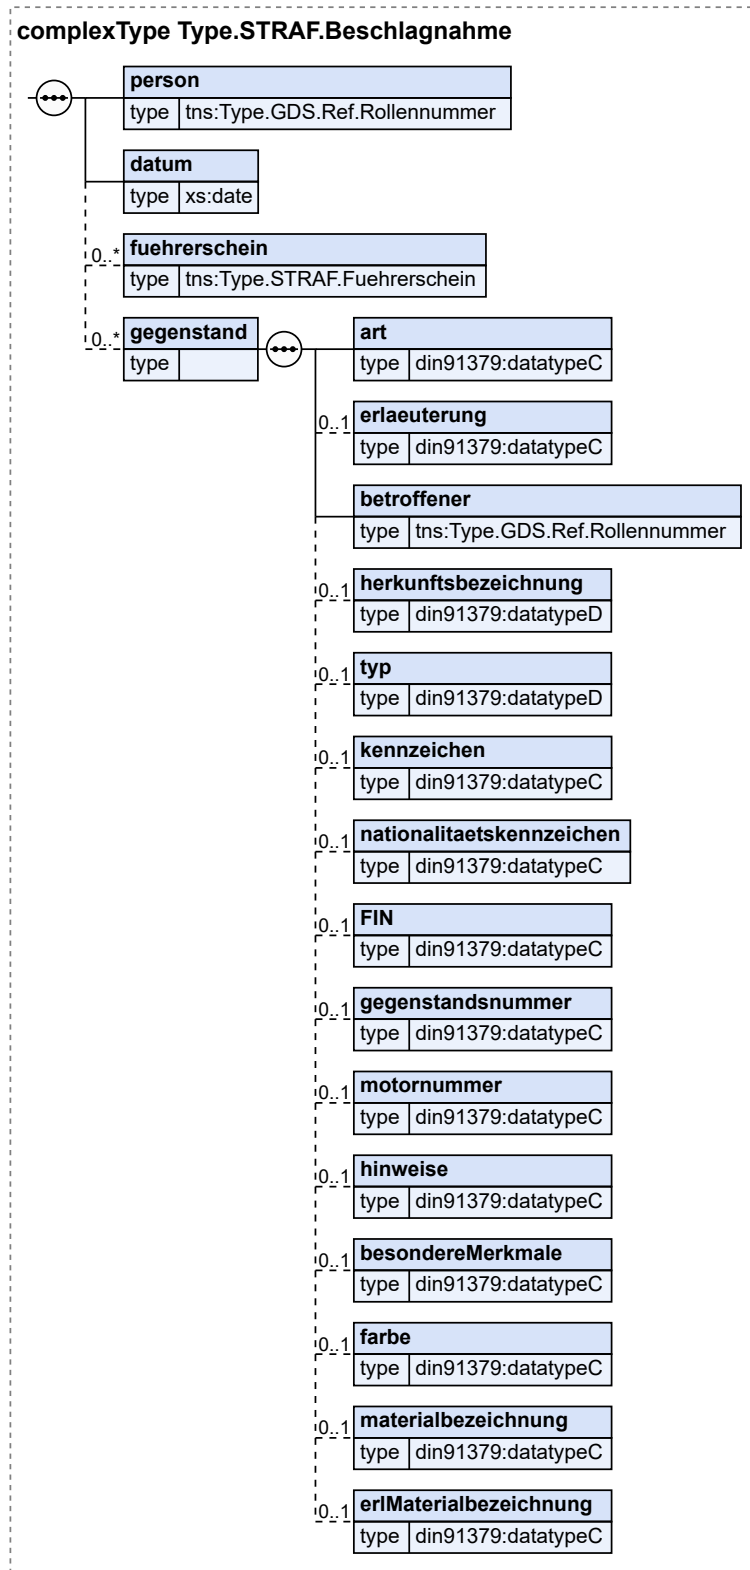 complexType Type.STRAF.Beschlagnahme
person
type tns:Type.GDS.Ref.Rollennummer
datum
type xs:date
0..* fuehrerschein
type tns:Type.STRAF.Fuehrerschein
0..* gegenstand
type
art
type din91379:datatypeC
0..1 erlaeuterung
type din91379:datatypeC
betroffener
type tns:Type.GDS.Ref.Rollennummer
0..1 herkunftsbezeichnung
type din91379:datatypeD
0..1 typ
type din91379:datatypeD
0..1 kennzeichen
type din91379:datatypeC
0..1 nationalitaetskennzeichen
type din91379:datatypeC
0..1 FIN
type din91379:datatypeC
0..1 gegenstandsnummer
type din91379:datatypeC
0..1 motornummer
type din91379:datatypeC
0..1 hinweise
type din91379:datatypeC
0..1 besondereMerkmale
type din91379:datatypeC
0..1 farbe
type din91379:datatypeC
0..1 materialbezeichnung
type din91379:datatypeC
0..1 erlMaterialbezeichnung
type din91379:datatypeC